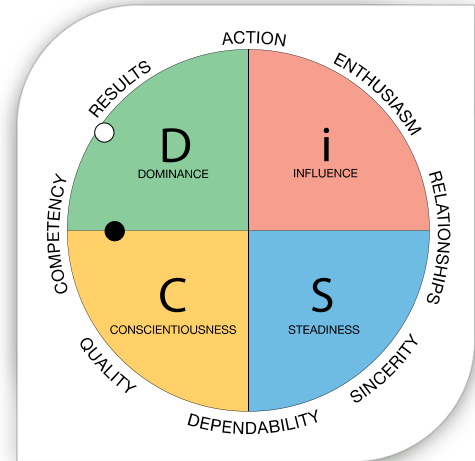 ACTION
RESULTS
ENTHUSIASM
D
DOMINANCE
i
INFLUENCE
COMPETENCY
RELATIONSHIPS
C
CONSCIENTIOUSNESS
S
STEADINESS
QUALITY
SINCERITY
DEPENDABILITY